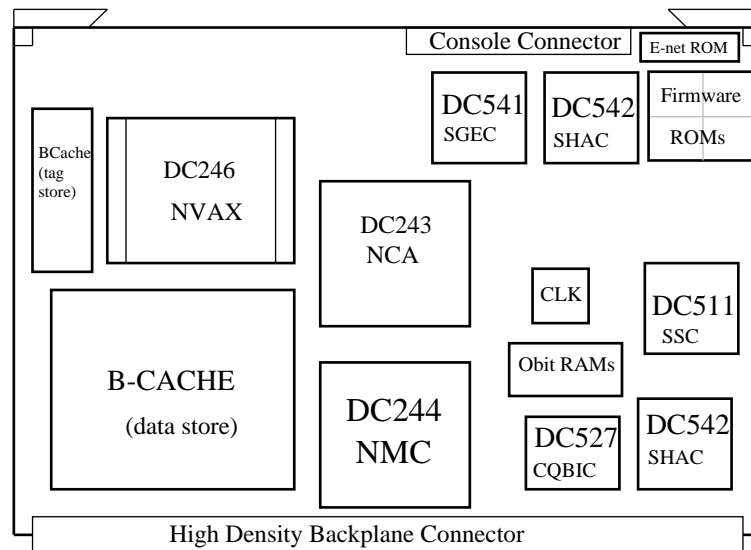 Console Connector
E-net ROM
DC541
SGEC
DC542
SHAC
Firmware
ROMs
BCache
(tag
store)
DC246
NVAX
DC243
NCA
CLK
DC511
SSC
Obit RAMs
B-CACHE
(data store)
DC244
NMC
DC527
CQBIC
DC542
SHAC
High Density Backplane Connector